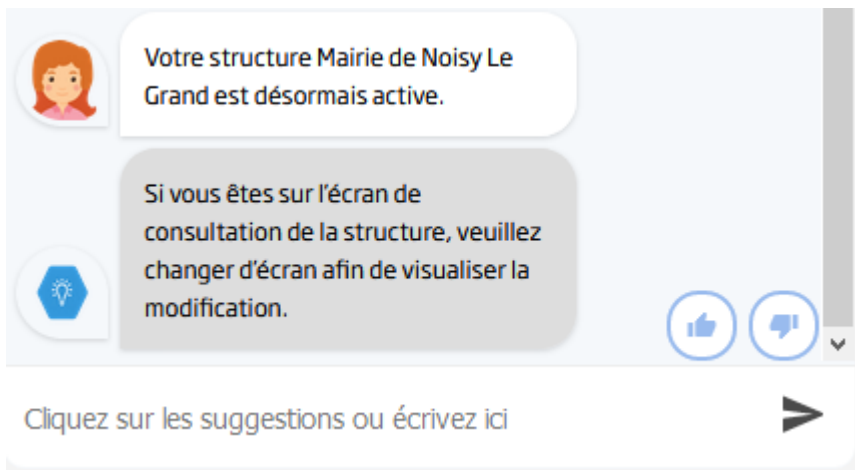 Votre structure Mairie de Noisy Le
Grand est désormais active.
Si vous êtes sur l'écran de
consultation de la structure, veuillez
changer d'écran afin de visualiser la
modification.
Cliquez sur les suggestions ou écrivez ici